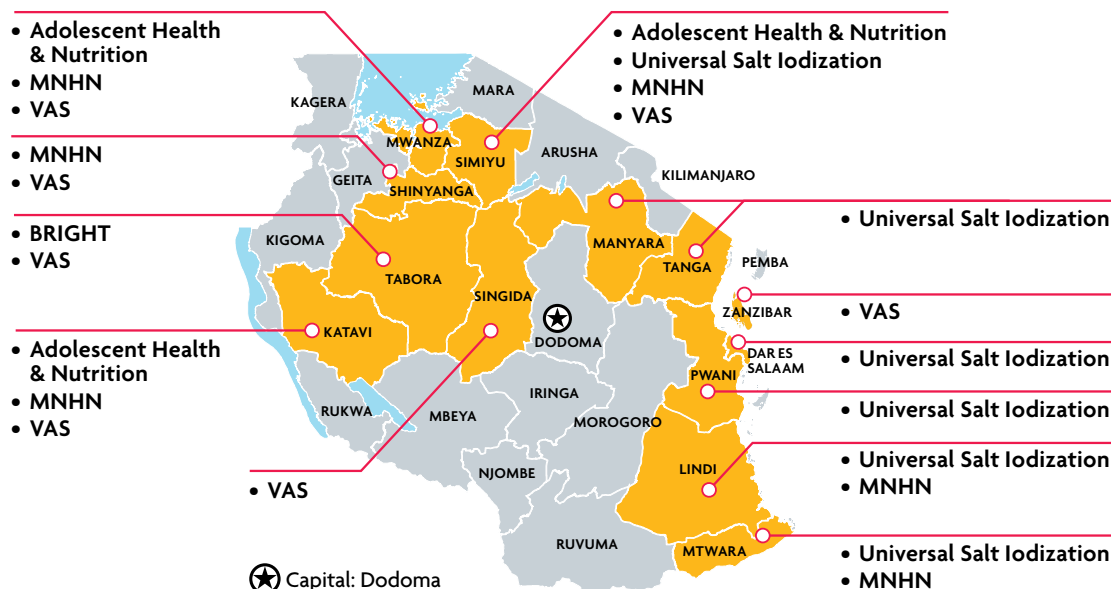 • Adolescent Health
& Nutrition
• MNHN
• VAS
• Adolescent Health & Nutrition
• Universal Salt Iodization
• MNHN
• VAS
• MNHN
• VAS
• BRIGHT
• VAS
• Adolescent Health
& Nutrition
• MNHN
• VAS
• VAS
• Universal Salt Iodization
• VAS
• Universal Salt Iodization
• Universal Salt Iodization
• Universal Salt Iodization
• MNHN
• Universal Salt Iodization
• MNHN
KAGERA
MARA
MWANZA
SIMIYU
ARUSHA
GEITA
SHINYANGA
KILIMANJARO
KIGOMA
MANYARA
TANGA
PEMBA
TABORA
SINGIDA
ZANZIBAR
KATAVI
DODOMA
DAR ES
SALAAM
PWANI
RUKWA
MBEYA
IRINGA
MOROGORO
NJOMBE
LINDI
RUVUMA
MTWARA
Capital: Dodoma